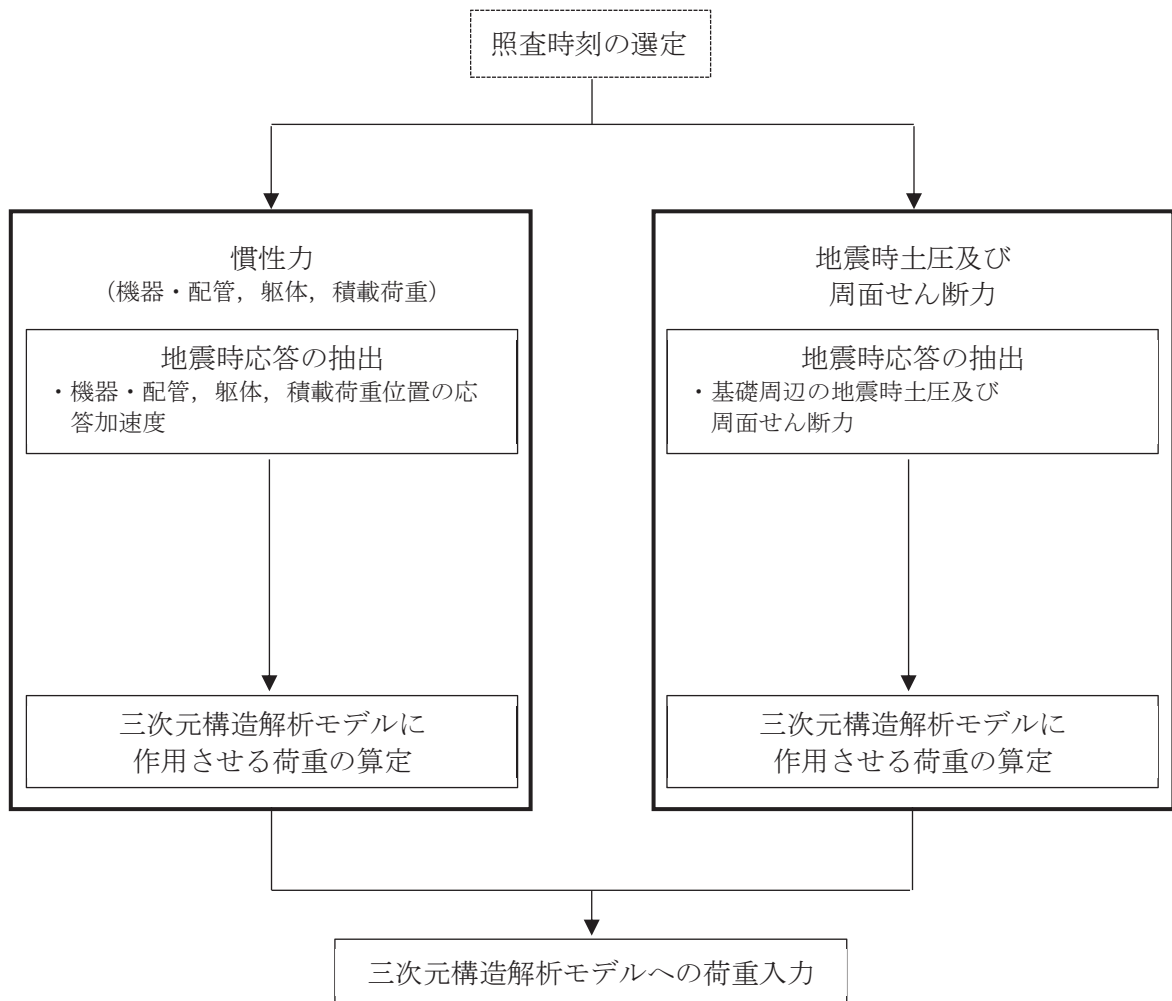 照査時刻の選定
慣性力
（機器・配管，躯体，積載荷重）
地震時応答の抽出
・機器・配管，躯体，積載荷重位置の応
答加速度
三次元構造解析モデルに
作用させる荷重の算定
地震時土圧及び
周面せん断力
地震時応答の抽出
・基礎周辺の地震時土圧及び
周面せん断力
三次元構造解析モデルに
作用させる荷重の算定
三次元構造解析モデルへの荷重入力